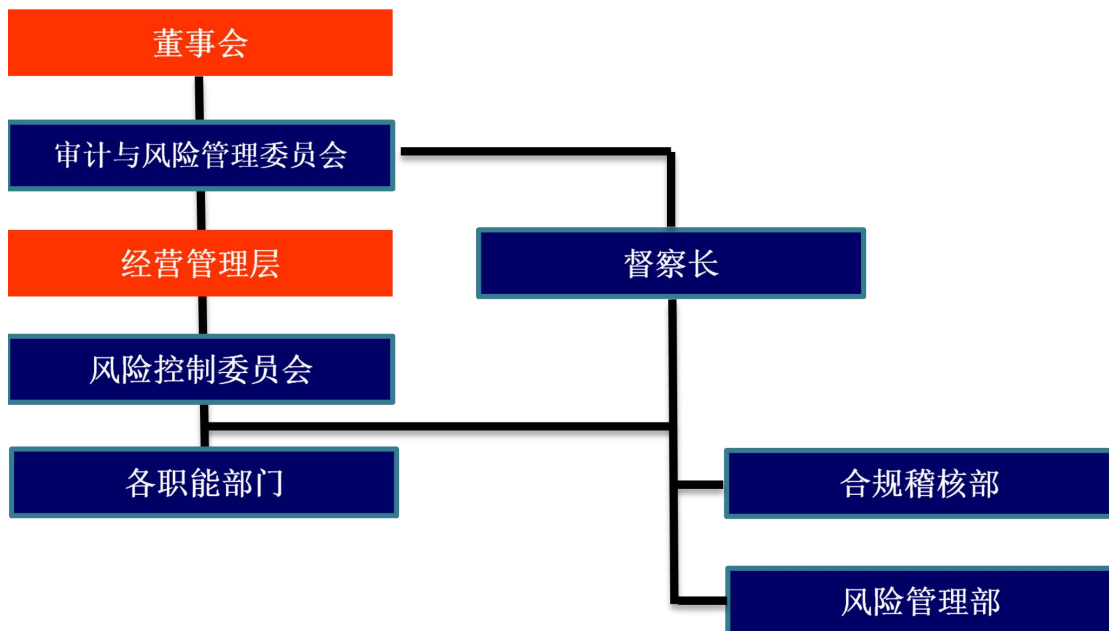 董事会
审计与风险管理委员会
经营管理层
督察长
风险控制委员会
各职能部门
合规稽核部
风险管理部